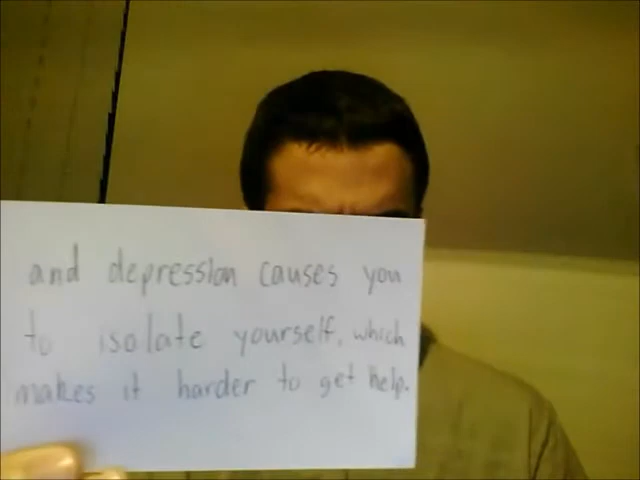 and depression causes you
to isolate yourself, which
makes it harder to get help.